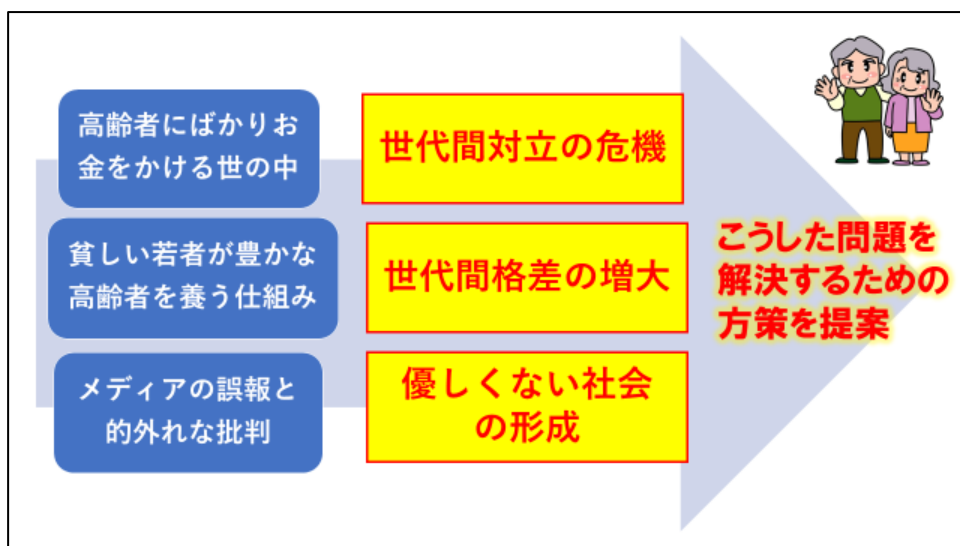 高齢者にばかりお
金をかける世の中
世代間対立の危機
貧しい若者が豊かな
高齢者を養う仕組み
世代間格差の増大
メディアの誤報と
的外れな批判
優しくない社会
の形成
こうした問題を
解決するための
方策を提案